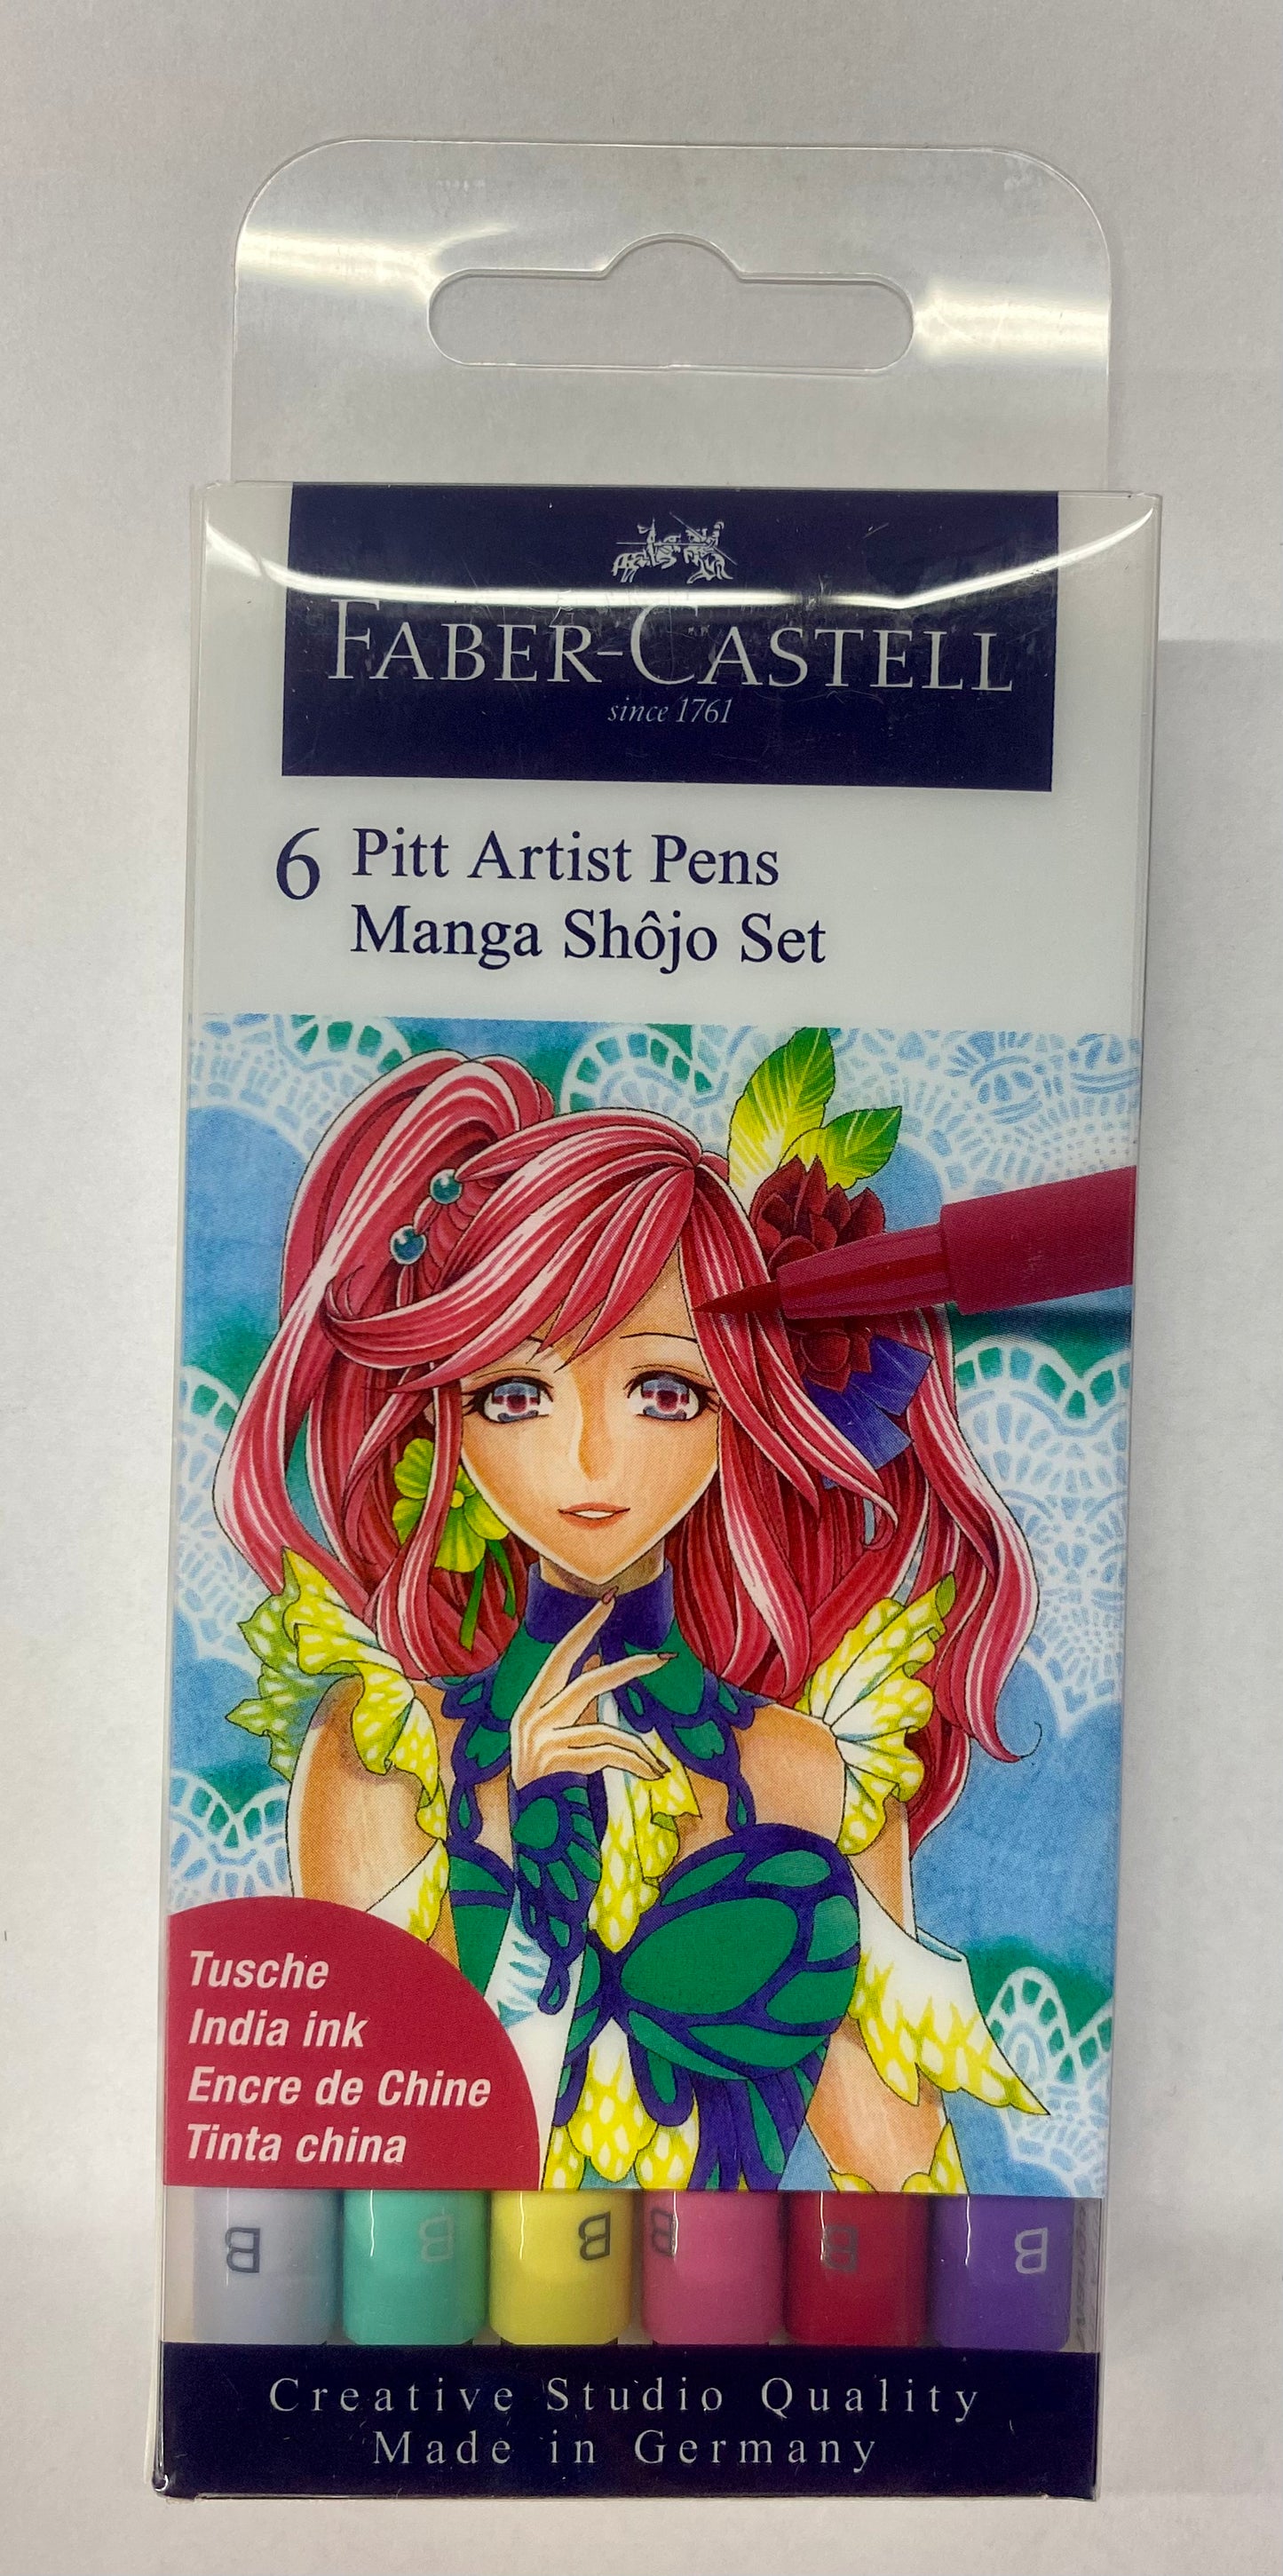 FABER-CASTELL
since 1761
6 Pitt Artist Pens
Manga Shôjo Set
Tusche
India ink
Encre de Chine
Tinta china
B B B B B B
Creative Studio Quality
Made in Germany